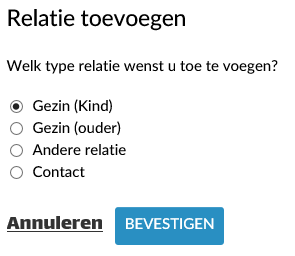 Relatie toevoegen
Welk type relatie wenst u toe te voegen?
Gezin (Kind)
Gezin (ouder)
Andere relatie
Contact
Annuleren BEVESTIGEN